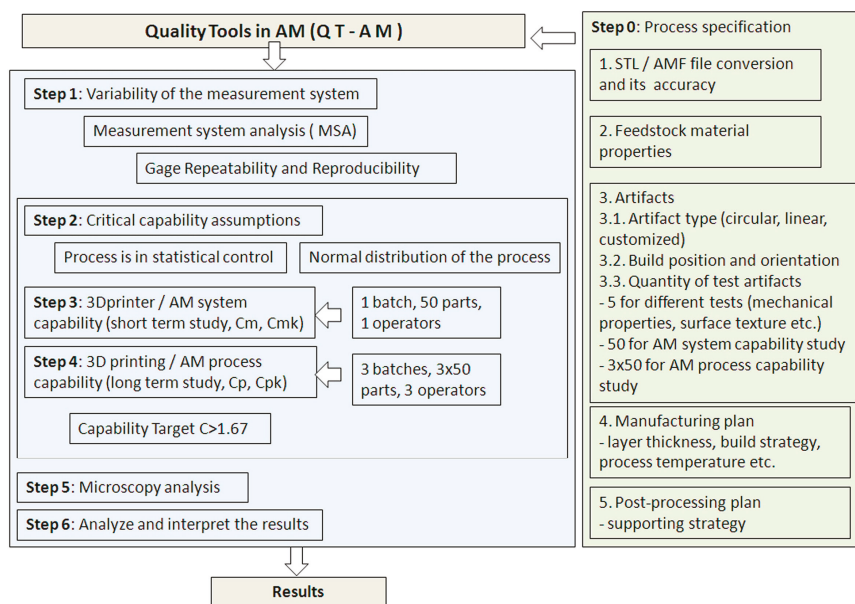 Quality Tools in AM (Q T - A M )
Step 1: Variability of the measurement system
Measurement system analysis ( MSA)
Gage Repeatability and Reproducibility
Step 2: Critical capability assumptions
Process is in statistical control
Normal distribution of the process
Step 3: 3Dprinter / AM system
capability (short term study, Cm, Cmk)
1 batch, 50 parts,
1 operators
Step 4: 3D printing / AM process
capability (long term study, Cp, Cpk)
3 batches, 3x50
parts, 3 operators
Capability Target C>1.67
Step 5: Microscopy analysis
Step 6: Analyze and interpret the results
Results
Step 0: Process specification
1. STL / AMF file conversion
and its accuracy
2. Feedstock material
properties
3. Artifacts
3.1. Artifact type (circular, linear,
customized)
3.2. Build position and orientation
3.3. Quantity of test artifacts
- 5 for different tests (mechanical
properties, surface texture etc.)
- 50 for AM system capability study
- 3x50 for AM process capability
study
4. Manufacturing plan
- layer thickness, build strategy,
process temperature etc.
5. Post-processing plan
- supporting strategy